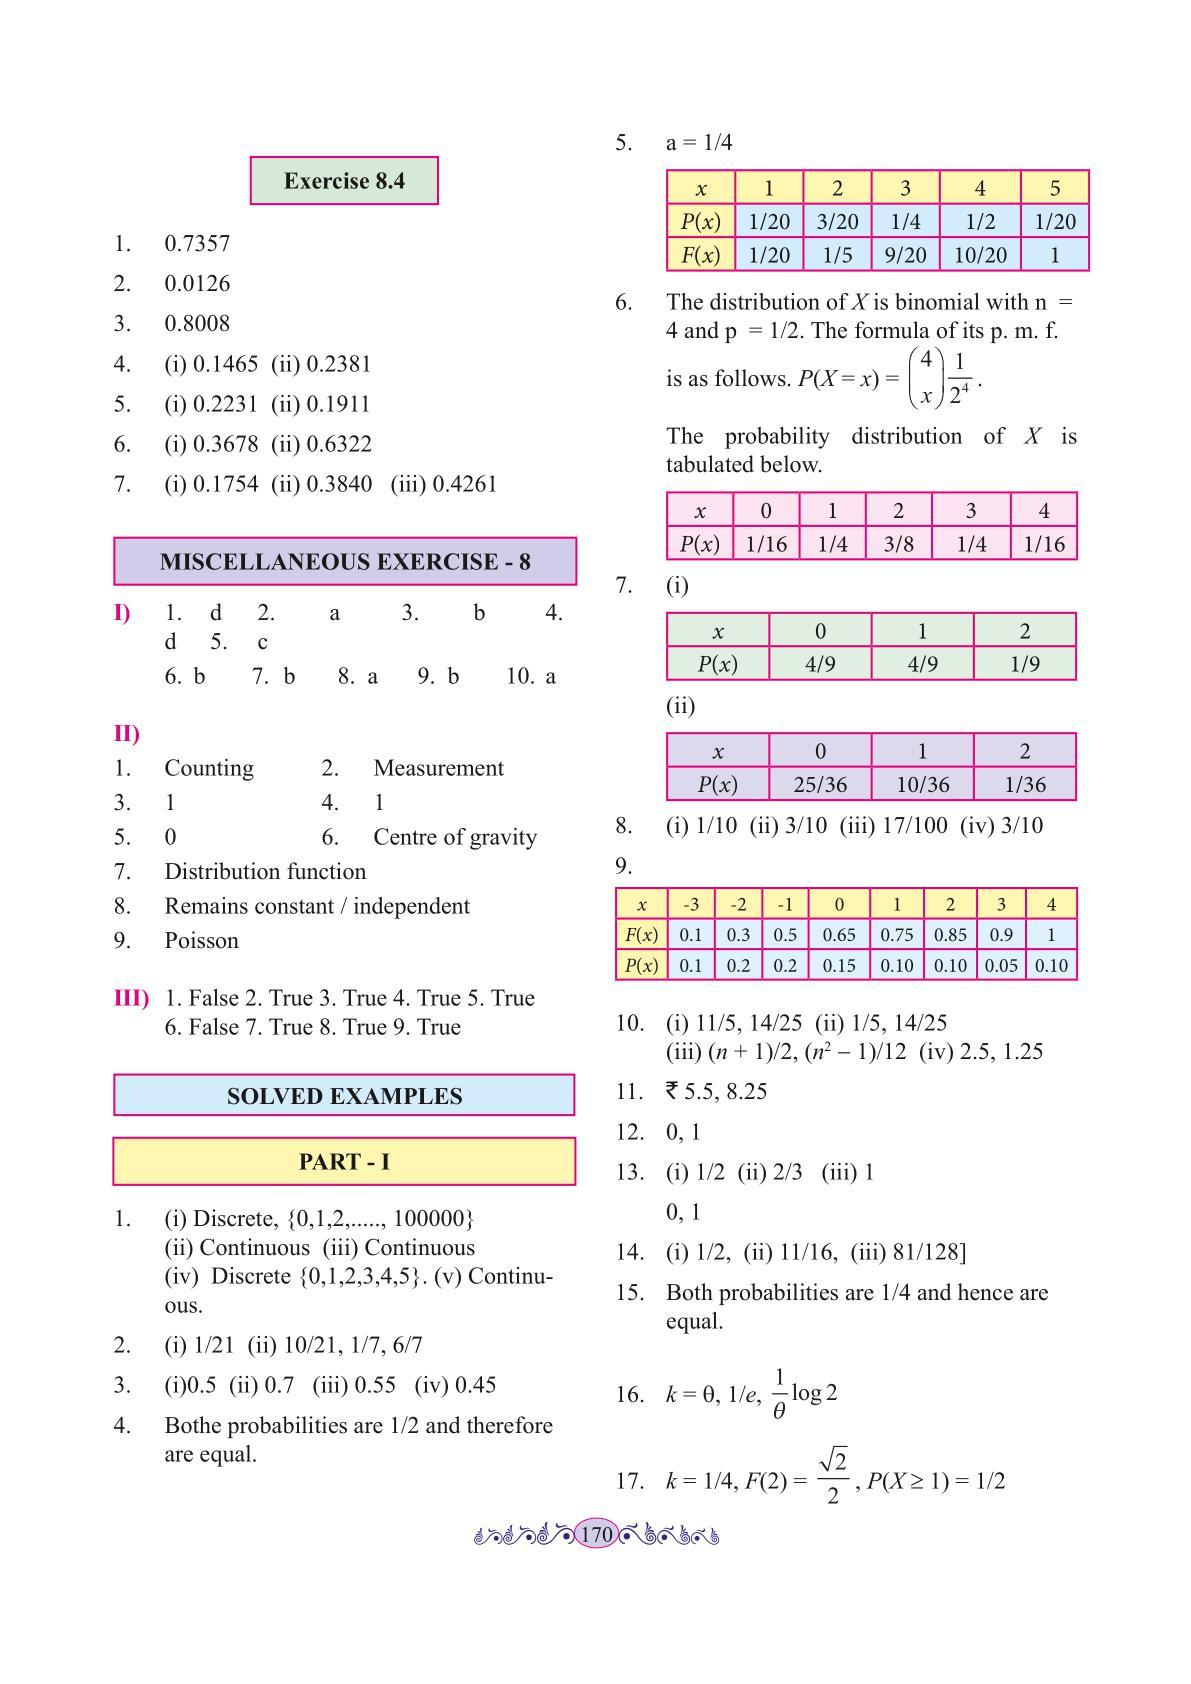 Exercise 8.4
1. 0.7357
2. 0.0126
3. 0.8008
4. (i) 0.1465 (ii) 0.2381
5. (i) 0.2231 (ii) 0.1911
6. (i) 0.3678 (ii) 0.6322
7. (i) 0.1754 (ii) 0.3840 (iii) 0.4261
MISCELLANEOUS EXERCISE - 8
I) 1. d 2. a 3. b 4.
d 5. c
6. b 7. b 8. a 9. b 10. a
II)
1. Counting 2. Measurement
3. 1 4. 1
5. 0 6. Centre of gravity
7. Distribution function
8. Remains constant / independent
9. Poisson
III) 1. False 2. True 3. True 4. True 5. True
6. False 7. True 8. True 9. True
SOLVED EXAMPLES
PART - I
1. (i) Discrete, {0,1,2,....., 100000}
(ii) Continuous (iii) Continuous
(iv) Discrete {0,1,2,3,4,5}. (v) Continu-
ous.
2. (i) 1/21 (ii) 10/21, 1/7, 6/7
3. (i)0.5 (ii) 0.7 (iii) 0.55 (iv) 0.45
4. Bothe probabilities are 1/2 and therefore
are equal.
5. a = 1/4
x 1 2 3 4 5
P(x) 1/20 3/20 1/4 1/2 1/20
F(x) 1/20 1/5 9/20 10/20 1
6. The distribution of X is binomial with n =
4 and p = 1/2. The formula of its p. m. f.
is as follows. P(X = x) = (4 x) 1/2⁴ .
The probability distribution of X is
tabulated below.
x 0 1 2 3 4
P(x) 1/16 1/4 3/8 1/4 1/16
7. (i)
x 0 1 2
P(x) 4/9 4/9 1/9
(ii)
x 0 1 2
P(x) 25/36 10/36 1/36
8. (i) 1/10 (ii) 3/10 (iii) 17/100 (iv) 3/10
9.
x -3 -2 -1 0 1 2 3 4
F(x) 0.1 0.3 0.5 0.65 0.75 0.85 0.9 1
P(x) 0.1 0.2 0.2 0.15 0.10 0.10 0.05 0.10
10. (i) 11/5, 14/25 (ii) 1/5, 14/25
(iii) (n + 1)/2, (n² – 1)/12 (iv) 2.5, 1.25
11. ₹ 5.5, 8.25
12. 0, 1
13. (i) 1/2 (ii) 2/3 (iii) 1
0, 1
14. (i) 1/2, (ii) 11/16, (iii) 81/128]
15. Both probabilities are 1/4 and hence are
equal.
16. k = θ, 1/e, 1/θ log 2
17. k = 1/4, F(2) = √2/2 , P(X ≥ 1) = 1/2
170